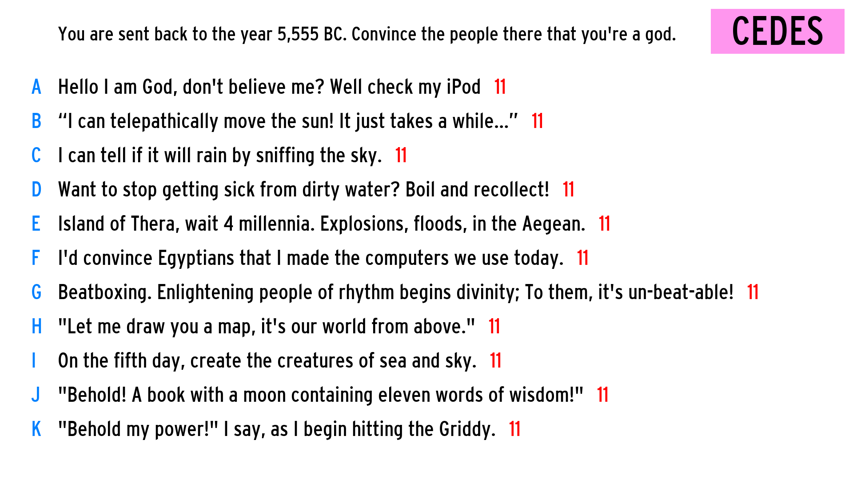 You are sent back to the year 5,555 BC. Convince the people there that you're a god.
CEDES
A Hello I am God, don't believe me? Well check my iPod 11
B “I can telepathically move the sun! It just takes a while...” 11
C I can tell if it will rain by sniffing the sky. 11
D Want to stop getting sick from dirty water? Boil and recollect! 11
E Island of Thera, wait 4 millennia. Explosions, floods, in the Aegean. 11
F I'd convince Egyptians that I made the computers we use today. 11
G Beatboxing. Enlightening people of rhythm begins divinity; To them, it's un-beat-able! 11
H "Let me draw you a map, it's our world from above." 11
I On the fifth day, create the creatures of sea and sky. 11
J "Behold! A book with a moon containing eleven words of wisdom!" 11
K "Behold my power!" I say, as I begin hitting the Griddy. 11